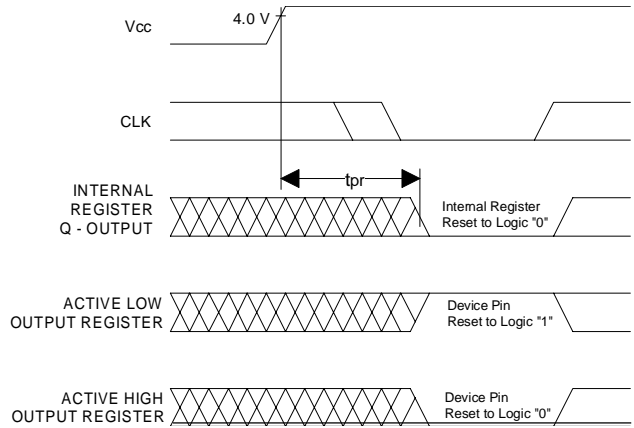 Vcc
4.0 V
CLK
tpr
INTERNAL
REGISTER
Q - OUTPUT
Internal Register
Reset to Logic "0"
ACTIVE LOW
OUTPUT REGISTER
Device Pin
Reset to Logic "1"
ACTIVE HIGH
OUTPUT REGISTER
Device Pin
Reset to Logic "0"